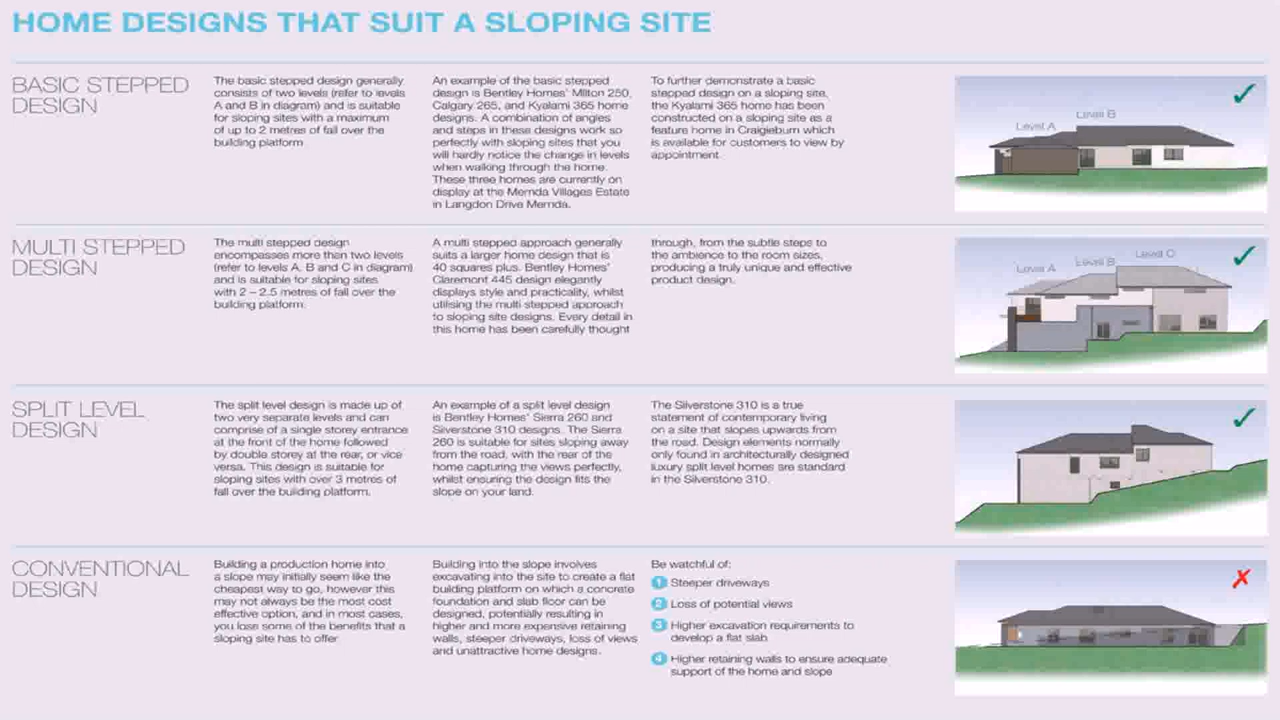 HOME DESIGNS THAT SUIT A SLOPING SITE
BASIC STEPPED
DESIGN
The basic stepped design generally
consists of two levels (refer to levels
A and B in diagram) and is suitable
for sloping sites with a maximum
of up to 2 metres of fall over the
building platform
An example of the basic stepped
design is Bentley Homes' Milton 250,
Calgary 265, and Kyalami 365 home
designs. A combination of angles
and steps in these designs work so
perfectly with sloping sites that you
will hardly notice the change in levels
when walking through the home.
These three homes are currently on
display at the Mernda Villages Estate
in Langdon Drive Mernda.
To further demonstrate a basic
stepped design on a sloping site,
the Kyalami 365 home has been
constructed on a sloping site as a
feature home in Craigieburn which
is available for customers to view by
appointment
Level A
Level B
MULTI STEPPED
DESIGN
The multi stepped design
encompasses more than two levels
(refer to levels A, B and C in diagram)
and is suitable for sloping sites
with 2 – 2.5 metres of fall over the
building platform.
A multi stepped approach generally
suits a larger home design that is
40 squares plus. Bentley Homes'
Claremont 445 design elegantly
displays style and practicality, whilst
utilising the multi stepped approach
to sloping site designs. Every detail in
this home has been carefully thought
through, from the subtle steps to
the ambience to the room sizes,
producing a truly unique and effective
product design.
Level A
Level B
Level C
SPLIT LEVEL
DESIGN
The split level design is made up of
two very separate levels and can
comprise of a single storey entrance
at the front of the home followed
by double storey at the rear, or vice
versa. This design is suitable for
sloping sites with over 3 metres of
fall over the building platform.
An example of a split level design
is Bentley Homes' Sierra 260 and
Silverstone 310 designs. The Sierra
260 is suitable for sites sloping away
from the road, with the rear of the
home capturing the views perfectly,
whilst ensuring the design fits the
slope on your land.
The Silverstone 310 is a true
statement of contemporary living
on a site that slopes upwards from
the road. Design elements normally
only found in architecturally designed
luxury split level homes are standard
in the Silverstone 310.
CONVENTIONAL
DESIGN
Building a production home into
a slope may initially seem like the
cheapest way to go, however this
may not always be the most cost
effective option, and in most cases,
you lose some of the benefits that a
sloping site has to offer
Building into the slope involves
excavating into the site to create a flat
building platform on which a concrete
foundation and slab floor can be
designed, potentially resulting in
higher and more expensive retaining
walls, steeper driveways, loss of views
and unattractive home designs.
Be watchful of:
1 Steeper driveways
2 Loss of potential views
3 Higher excavation requirements to
develop a flat slab
4 Higher retaining walls to ensure adequate
support of the home and slope